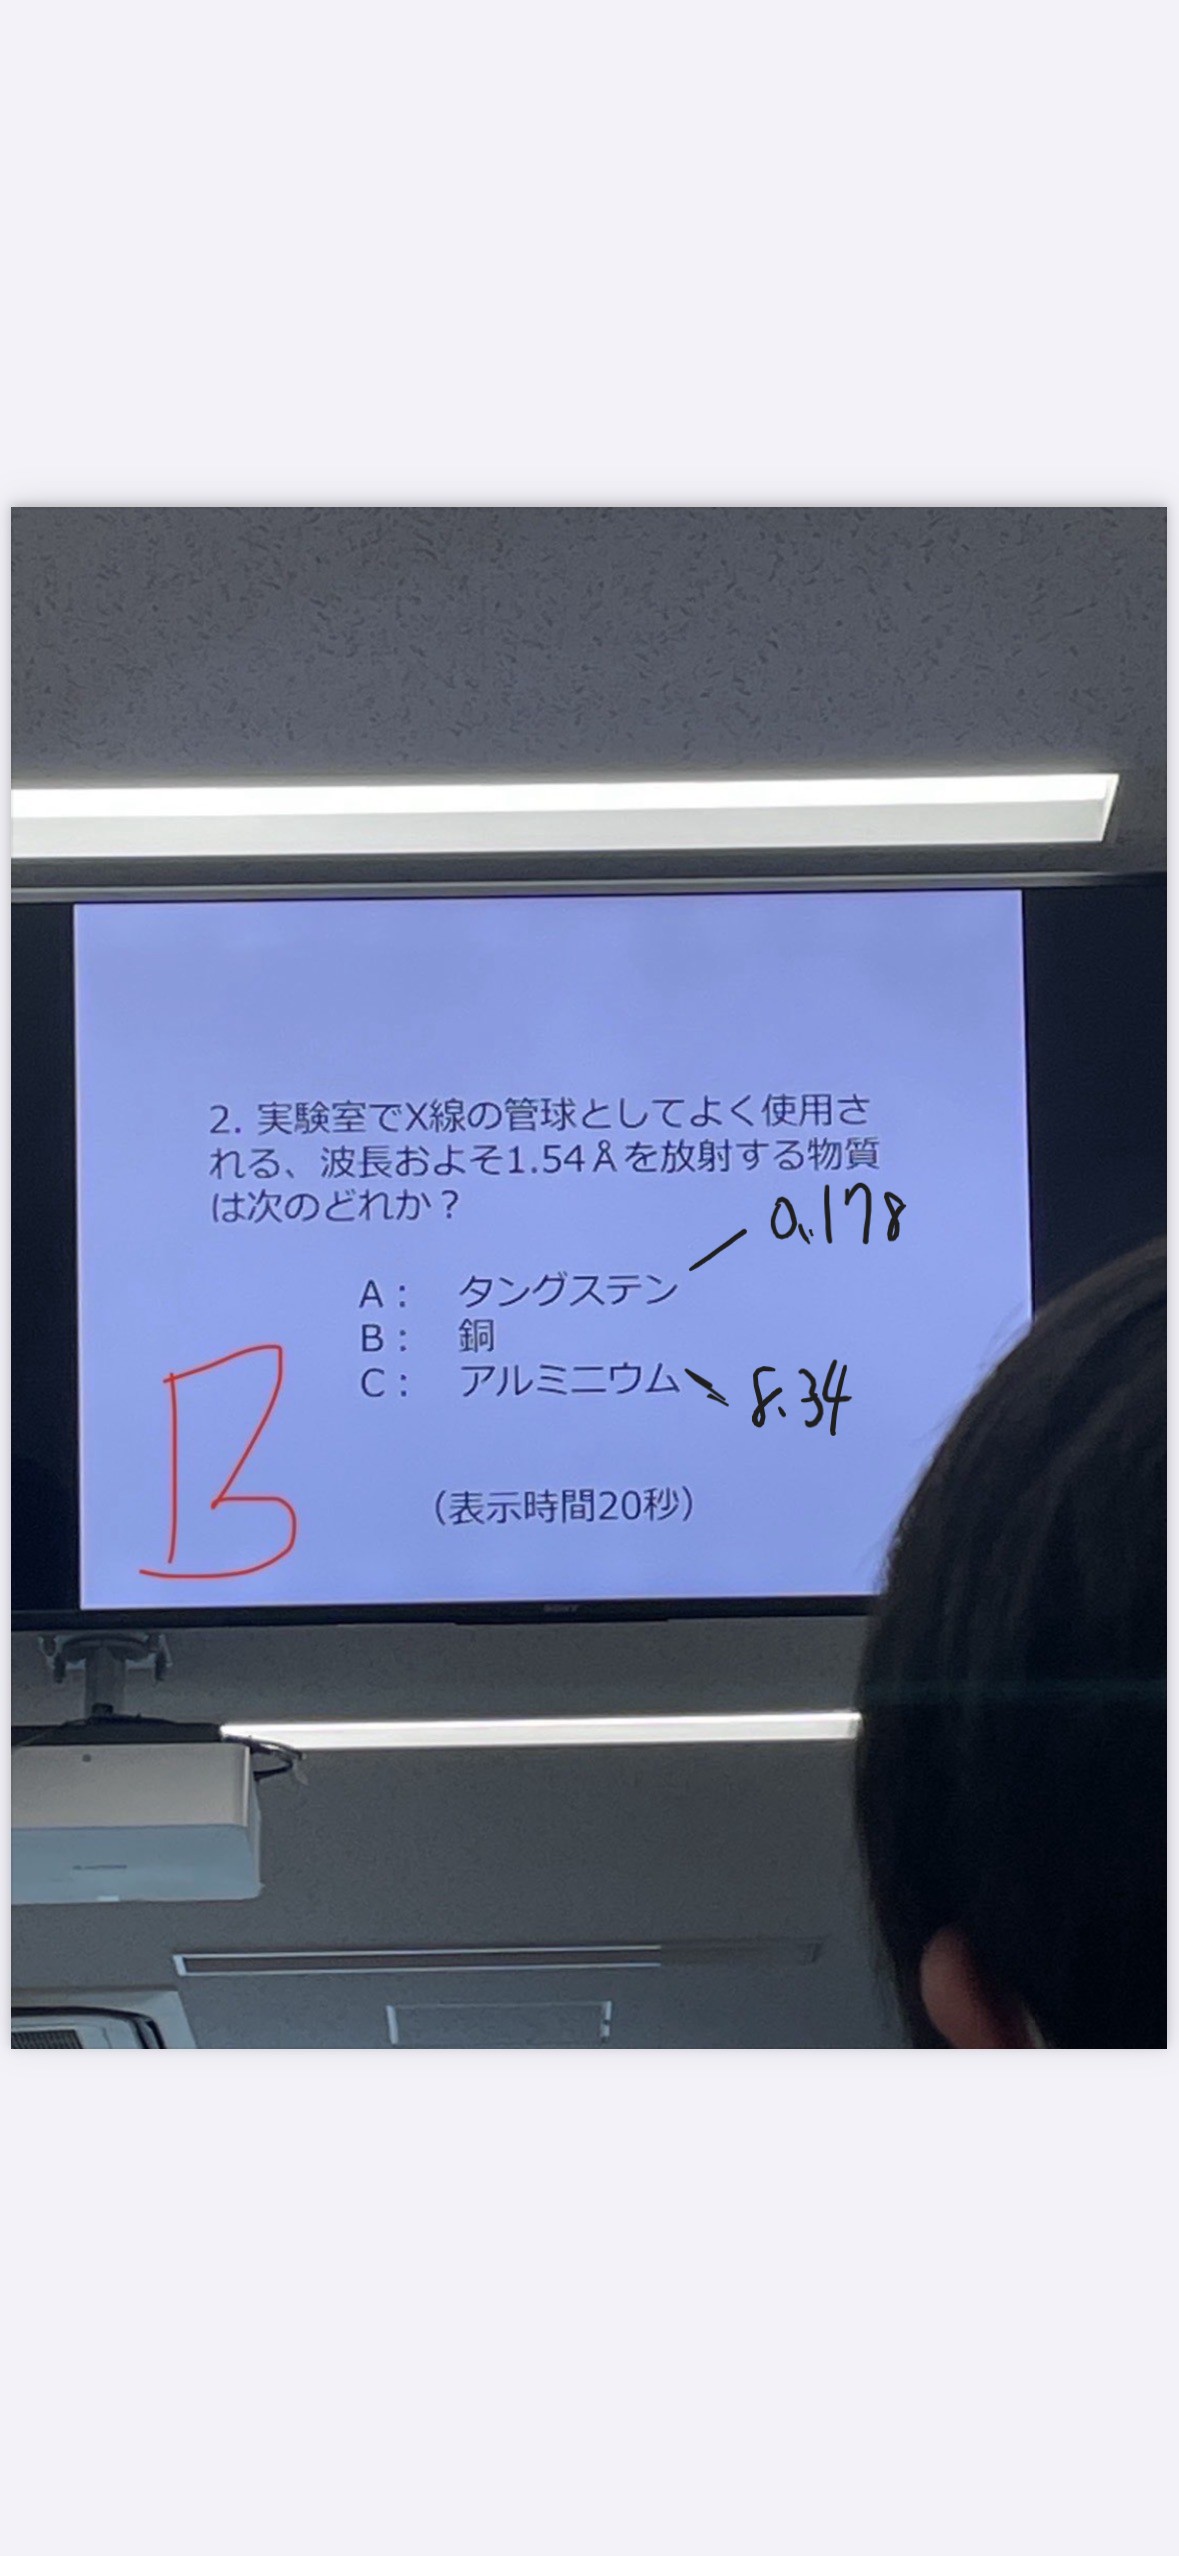 2. 実験室でX線の管球としてよく使用さ
れる、波長およそ1.54Åを放射する物質
は次のどれか？
0.178
A： タングステン
B： 銅
C： アルミニウム
8.34
B
（表示時間20秒）
SONY